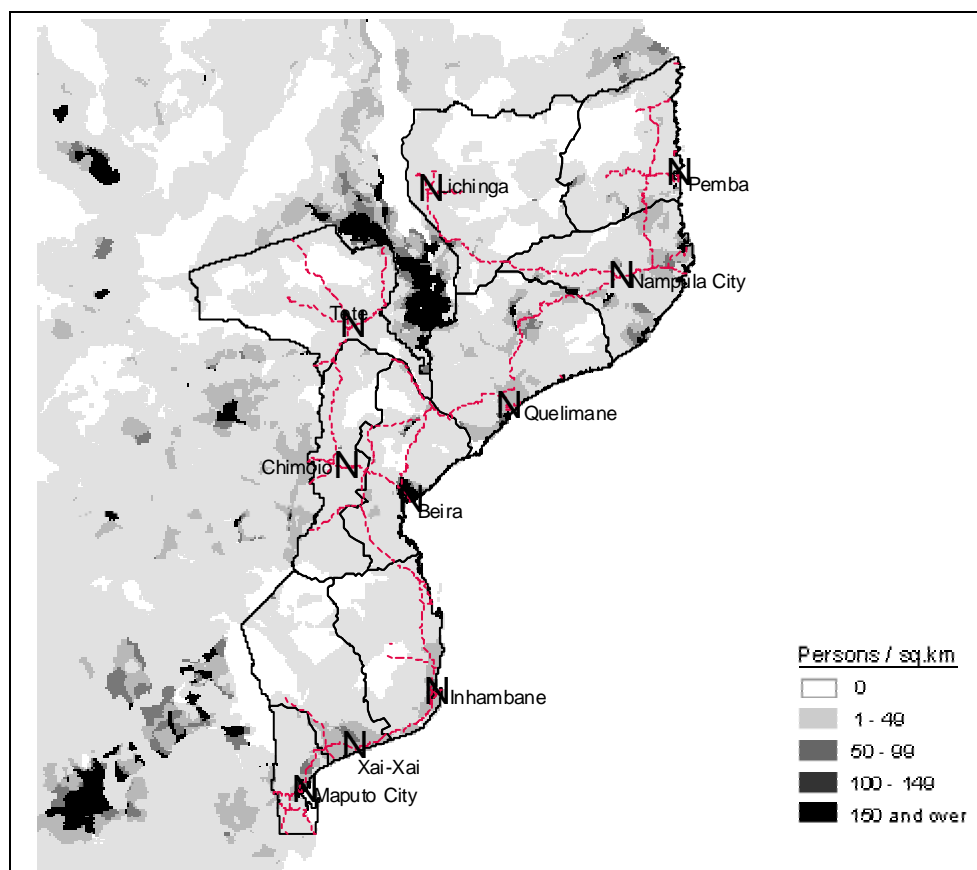 N
Lichinga
N
Pemba
N
Nampula City
Tete
N
N
Quelimane
Chimoio
N
N
Beira
Persons / sq.km
0
1 - 49
50 - 99
100 - 149
150 and over
N
Inhambane
N
Xai-Xai
N
Maputo City